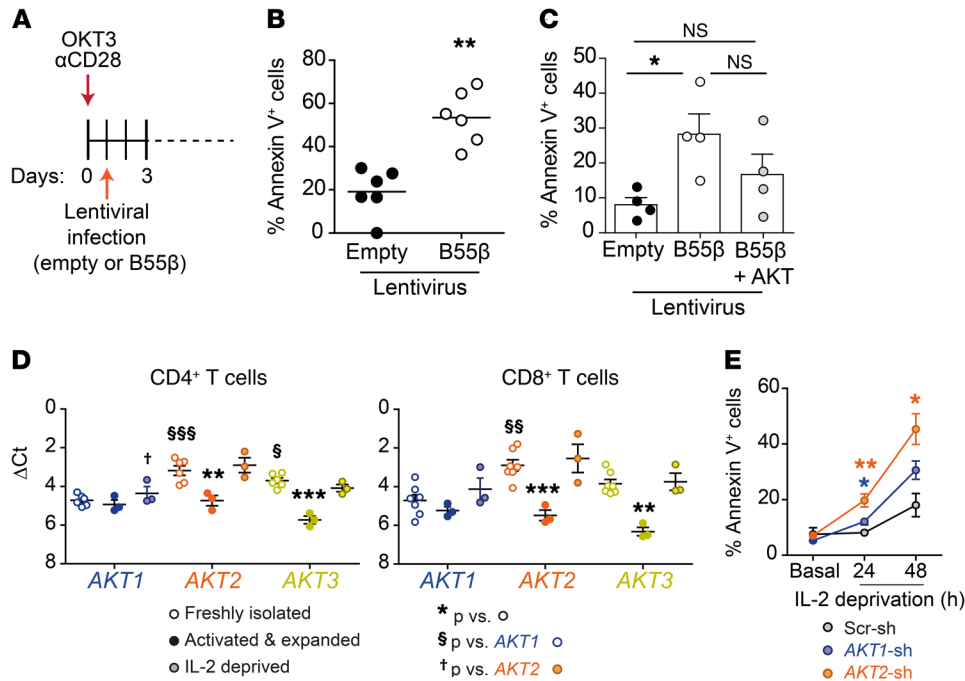 A
OKT3
αCD28
Days: 0 3
Lentiviral
infection
(empty or B55β)
B
% Annexin V⁺ cells
80
60
40
20
0
**
Empty B55β
Lentivirus
C
% Annexin V⁺ cells
50
40
30
20
10
0
NS
* NS
Empty B55β B55β
+ AKT
Lentivirus
D
CD4⁺ T cells
ΔCt
0
2
4
6
8
§§§
†
**
§
***
AKT1 AKT2 AKT3
CD8⁺ T cells
0
2
4
6
8
§§
***
**
AKT1 AKT2 AKT3
Freshly isolated
Activated & expanded
IL-2 deprived
* p vs.
§ p vs. AKT1
† p vs. AKT2
E
% Annexin V⁺ cells
60
40
20
0
**
*
*
Basal 24 48
IL-2 deprivation (h)
Scr-sh
AKT1-sh
AKT2-sh